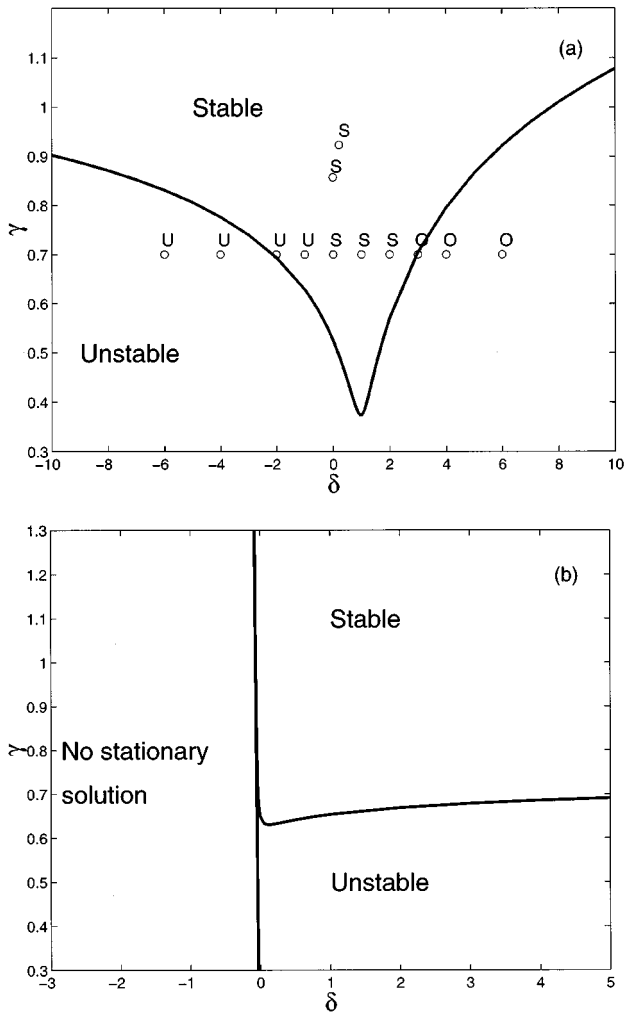 (a)
1.1
1
0.9
0.8
γ
0.7
0.6
0.5
0.4
0.3
Stable
S
S
U U U U S S S O O O
Unstable
−10 −8 −6 −4 −2 0 2 4 6 8 10
δ
(b)
1.3
1.2
1.1
1
0.9
γ
0.8
0.7
0.6
0.5
0.4
0.3
Stable
No stationary
solution
Unstable
−3 −2 −1 0 1 2 3 4 5
δ